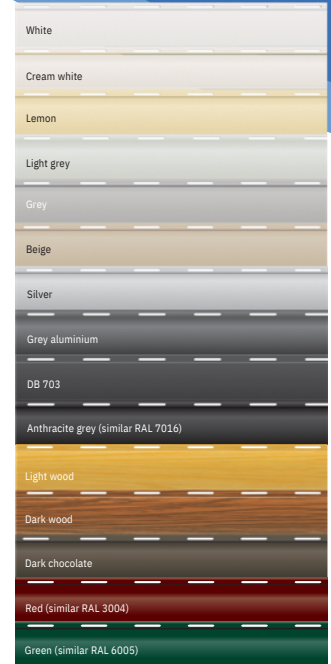 White
Cream white
Lemon
Light grey
Grey
Beige
Silver
Grey aluminium
DB 703
Anthracite grey (similar RAL 7016)
Light wood
Dark wood
Dark chocolate
Red (similar RAL 3004)
Green (similar RAL 6005)